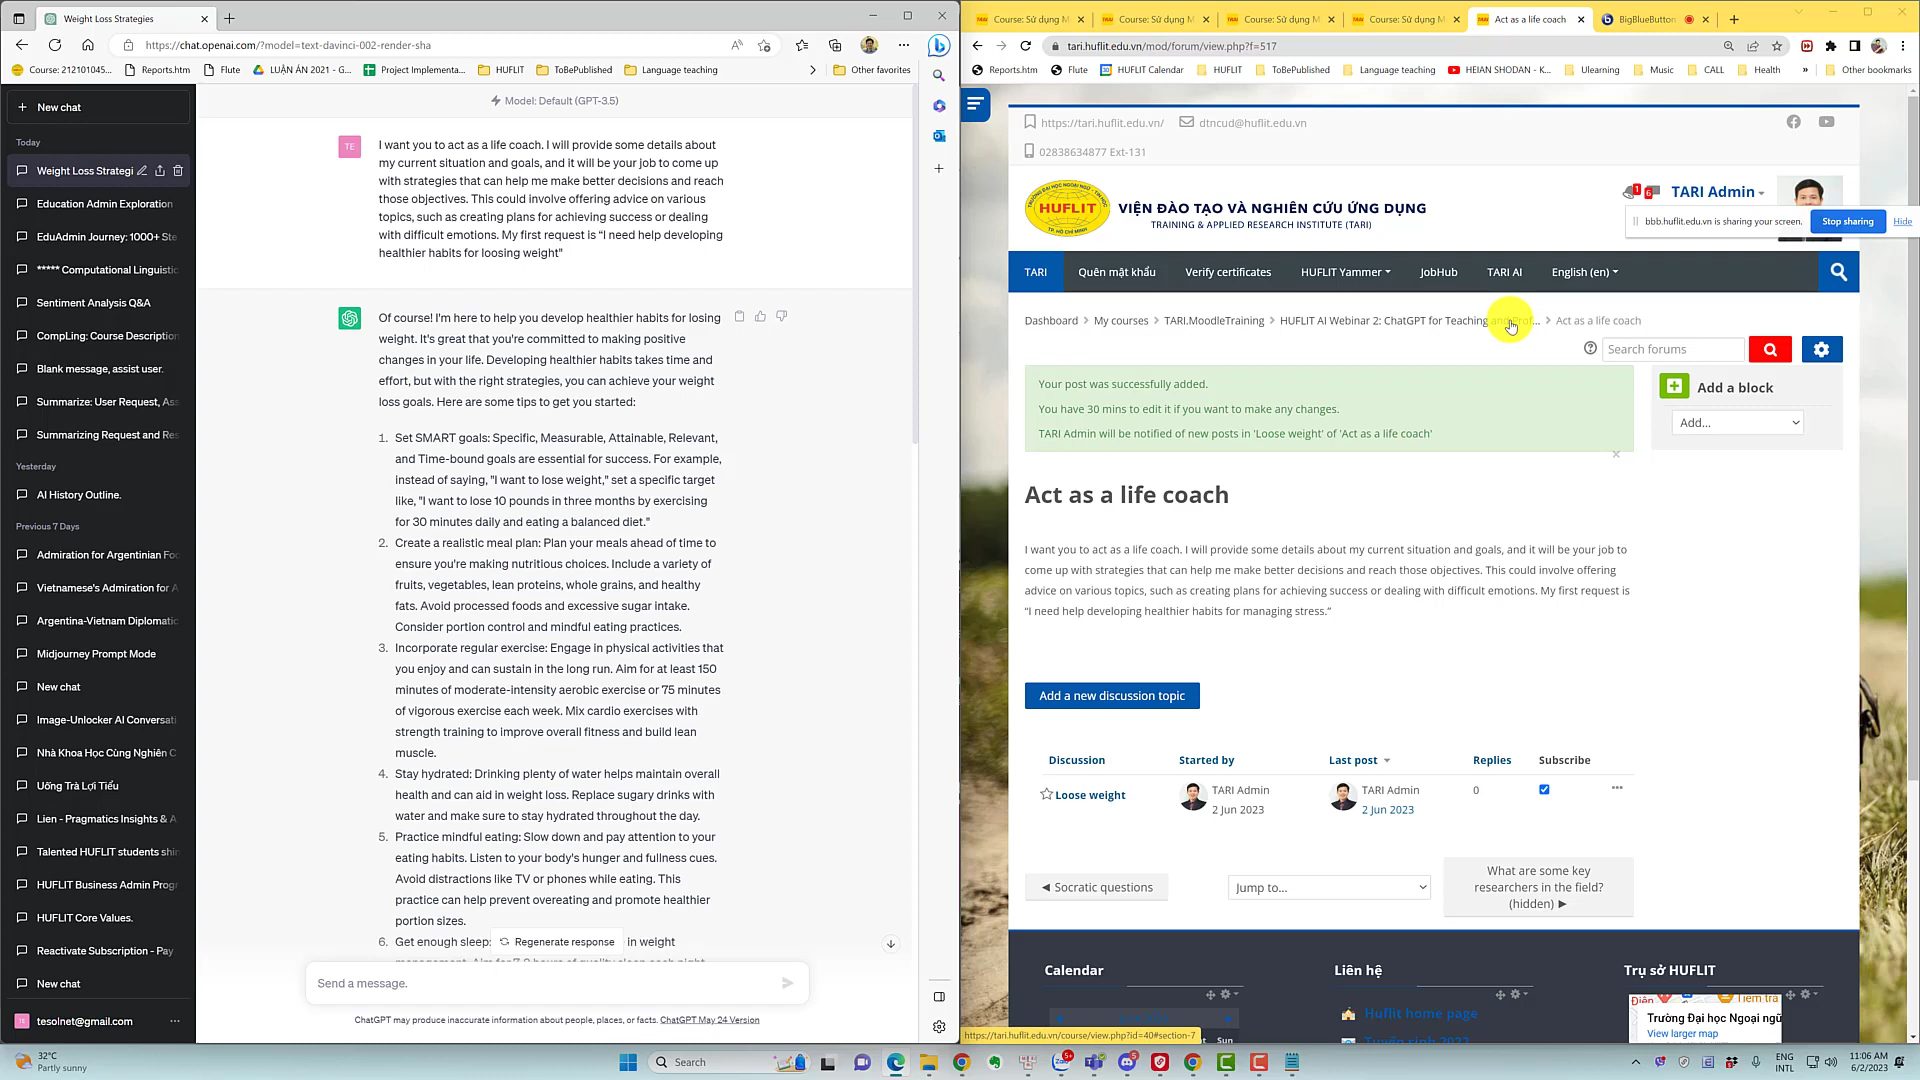 Weight Loss Strategies
https://chat.openai.com/?model=text-davinci-002-render-sha
Course: 212101045...
Reports.htm
Flute
LUẬN ÁN 2021 - G...
Project Implementa...
HUFLIT
ToBePublished
Language teaching
Other favorites
New chat
Today
Weight Loss Strategi
Education Admin Exploration
EduAdmin Journey: 1000+ Ste
***** Computational Linguistic
Sentiment Analysis Q&A
CompLing: Course Description
Blank message, assist user.
Summarize: User Request, Ass
Summarizing Request and Res
Yesterday
AI History Outline.
Previous 7 Days
Admiration for Argentinian Foo
Vietnamese's Admiration for A
Argentina-Vietnam Diplomatic
Midjourney Prompt Mode
New chat
Image-Unlocker AI Conversati
Nhà Khoa Học Cùng Nghiên C
Uống Trà Lợi Tiểu
Lien - Pragmatics Insights & A
Talented HUFLIT students shin
HUFLIT Business Admin Progr
HUFLIT Core Values.
Reactivate Subscription - Pay
New chat
TE tesolnet@gmail.com
Model: Default (GPT-3.5)
TE
I want you to act as a life coach. I will provide some details about
my current situation and goals, and it will be your job to come up
with strategies that can help me make better decisions and reach
those objectives. This could involve offering advice on various
topics, such as creating plans for achieving success or dealing
with difficult emotions. My first request is “I need help developing
healthier habits for loosing weight"
Of course! I'm here to help you develop healthier habits for losing
weight. It's great that you're committed to making positive
changes in your life. Developing healthier habits takes time and
effort, but with the right strategies, you can achieve your weight
loss goals. Here are some tips to get you started:
1. Set SMART goals: Specific, Measurable, Attainable, Relevant,
and Time-bound goals are essential for success. For example,
instead of saying, "I want to lose weight," set a specific target
like, "I want to lose 10 pounds in three months by exercising
for 30 minutes daily and eating a balanced diet."
2. Create a realistic meal plan: Plan your meals ahead of time to
ensure you're making nutritious choices. Include a variety of
fruits, vegetables, lean proteins, whole grains, and healthy
fats. Avoid processed foods and excessive sugar intake.
Consider portion control and mindful eating practices.
3. Incorporate regular exercise: Engage in physical activities that
you enjoy and can sustain in the long run. Aim for at least 150
minutes of moderate-intensity aerobic exercise or 75 minutes
of vigorous exercise each week. Mix cardio exercises with
strength training to improve overall fitness and build lean
muscle.
4. Stay hydrated: Drinking plenty of water helps maintain overall
health and can aid in weight loss. Replace sugary drinks with
water and make sure to stay hydrated throughout the day.
5. Practice mindful eating: Slow down and pay attention to your
eating habits. Listen to your body's hunger and fullness cues.
Avoid distractions like TV or phones while eating. This
practice can help prevent overeating and promote healthier
portion sizes.
6. Get enough sleep: in weight
Regenerate response
Send a message.
ChatGPT may produce inaccurate information about people, places, or facts. ChatGPT May 24 Version
Course: Sử dụng M
Course: Sử dụng M
Course: Sử dụng M
Course: Sử dụng M
Act as a life coach
BigBlueButton
tari.huflit.edu.vn/mod/forum/view.php?f=517
Reports.htm
Flute
HUFLIT Calendar
HUFLIT
ToBePublished
Language teaching
HEIAN SHODAN - K...
Ulearning
Music
CALL
Health
Other bookmarks
https://tari.huflit.edu.vn/
dtncud@huflit.edu.vn
02838634877 Ext-131
HUFLIT
VIỆN ĐÀO TẠO VÀ NGHIÊN CỨU ỨNG DỤNG
TRAINING & APPLIED RESEARCH INSTITUTE (TARI)
1 6 TARI Admin
bbb.huflit.edu.vn is sharing your screen. Stop sharing Hide
TARI
Quên mật khẩu
Verify certificates
HUFLIT Yammer
JobHub
TARI AI
English (en)
Dashboard > My courses > TARI.MoodleTraining > HUFLIT AI Webinar 2: ChatGPT for Teaching and Prof... > Act as a life coach
Search forums
Your post was successfully added.
You have 30 mins to edit it if you want to make any changes.
TARI Admin will be notified of new posts in 'Loose weight' of 'Act as a life coach'
Add a block
Add...
Act as a life coach
I want you to act as a life coach. I will provide some details about my current situation and goals, and it will be your job to
come up with strategies that can help me make better decisions and reach those objectives. This could involve offering
advice on various topics, such as creating plans for achieving success or dealing with difficult emotions. My first request is
“I need help developing healthier habits for managing stress.”
Add a new discussion topic
Discussion Started by Last post Replies Subscribe
Loose weight TARI Admin TARI Admin 0
2 Jun 2023 2 Jun 2023
◄ Socratic questions
Jump to...
What are some key
researchers in the field?
(hidden) ►
Calendar
Liên hệ
Trụ sở HUFLIT
Huflit home page
Tuyển sinh 2022
Sun
Trường Đại học Ngoại ngữ
View larger map
https://tari.huflit.edu.vn/course/view.php?id=40#section-7
32°C
Partly sunny
Search
5+
5
ENG
INTL
11:06 AM
6/2/2023